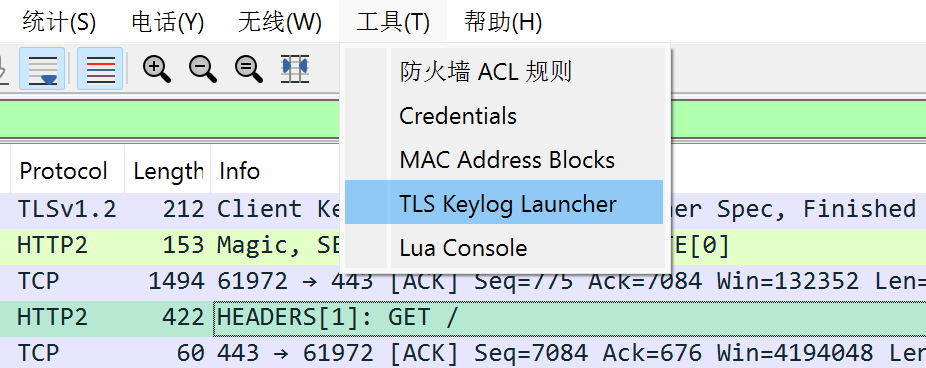 统计(S) 电话(Y) 无线(W) 工具(T) 帮助(H)
防火墙 ACL 规则
Credentials
MAC Address Blocks
TLS Keylog Launcher
Lua Console
Protocol Length Info
TLSv1.2 212 Client Ke er Spec, Finished
HTTP2 153 Magic, SE TE[0]
TCP 1494 61972 → 443 [ACK] Seq=775 Ack=7084 Win=132352 Len=
HTTP2 422 HEADERS[1]: GET /
TCP 60 443 → 61972 [ACK] Seq=7084 Ack=676 Win=4194048 Len=